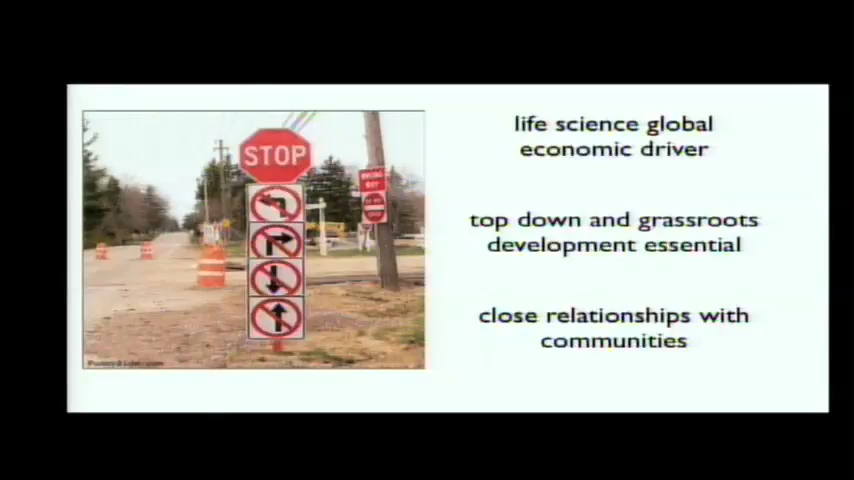 STOP
life science global
economic driver
top down and grassroots
development essential
close relationships with
communities